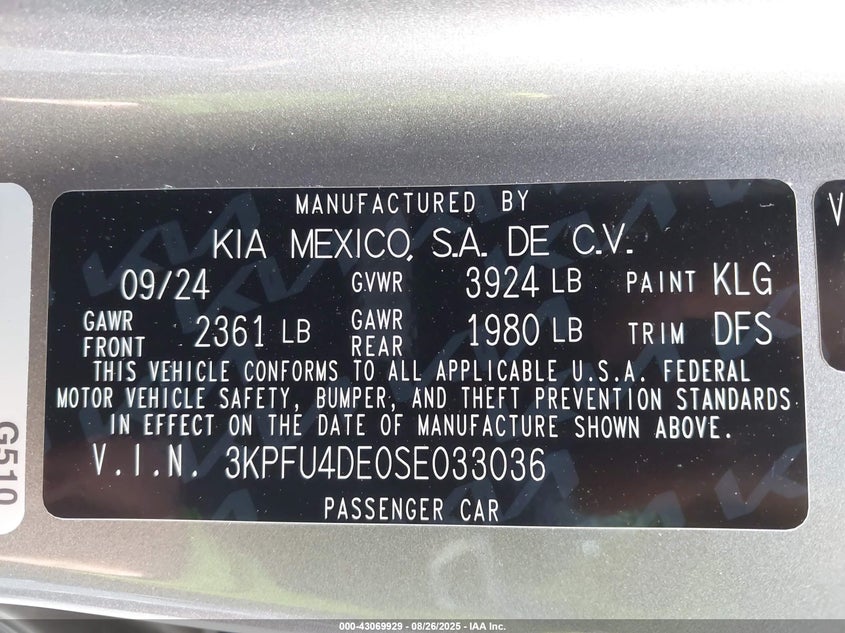 MANUFACTURED BY
KIA MEXICO, S.A. DE C.V.
09/24 GVWR 3924 LB PAINT KLG
GAWR FRONT 2361 LB GAWR REAR 1980 LB TRIM DFS
THIS VEHICLE CONFORMS TO ALL APPLICABLE U.S.A. FEDERAL
MOTOR VEHICLE SAFETY, BUMPER, AND THEFT PREVENTION STANDARDS
IN EFFECT ON THE DATE OF MANUFACTURE SHOWN ABOVE.
V.I.N. 3KPFU4DE0SE033036
PASSENGER CAR
G510
V
000-43069929 - 08/26/2025 - IAA Inc.